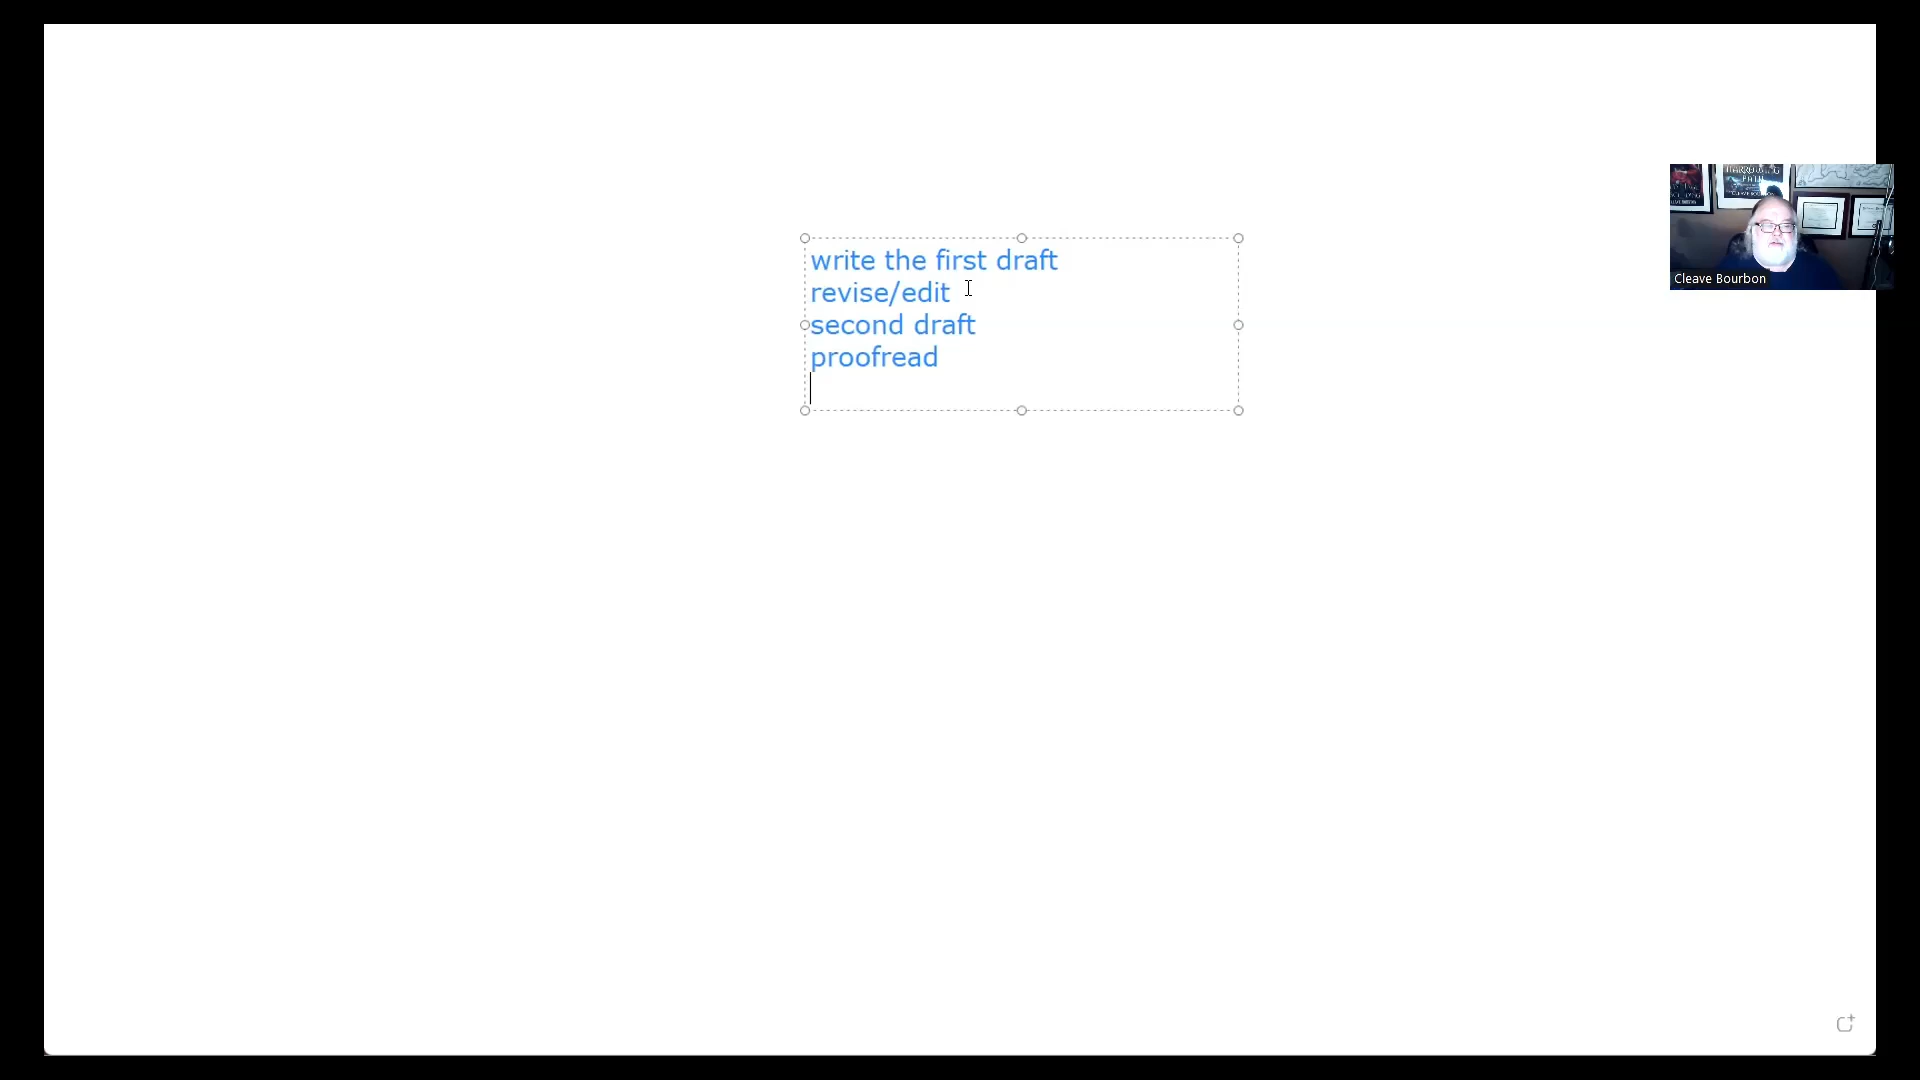 write the first draft
revise/edit
second draft
proofread
Cleave Bourbon